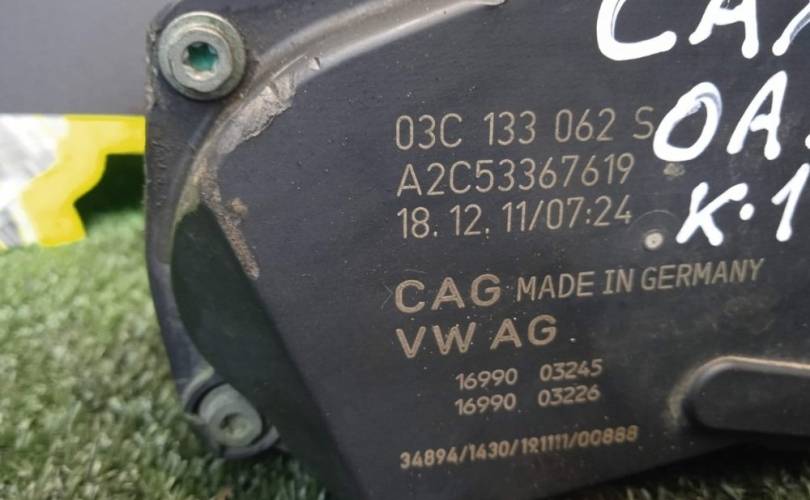 03C 133 062 S
A2C53367619
18.12.11/07:24
K·1
CAG MADE IN GERMANY
VW AG
16990 03245
16990 03226
34894/1430/191111/00888